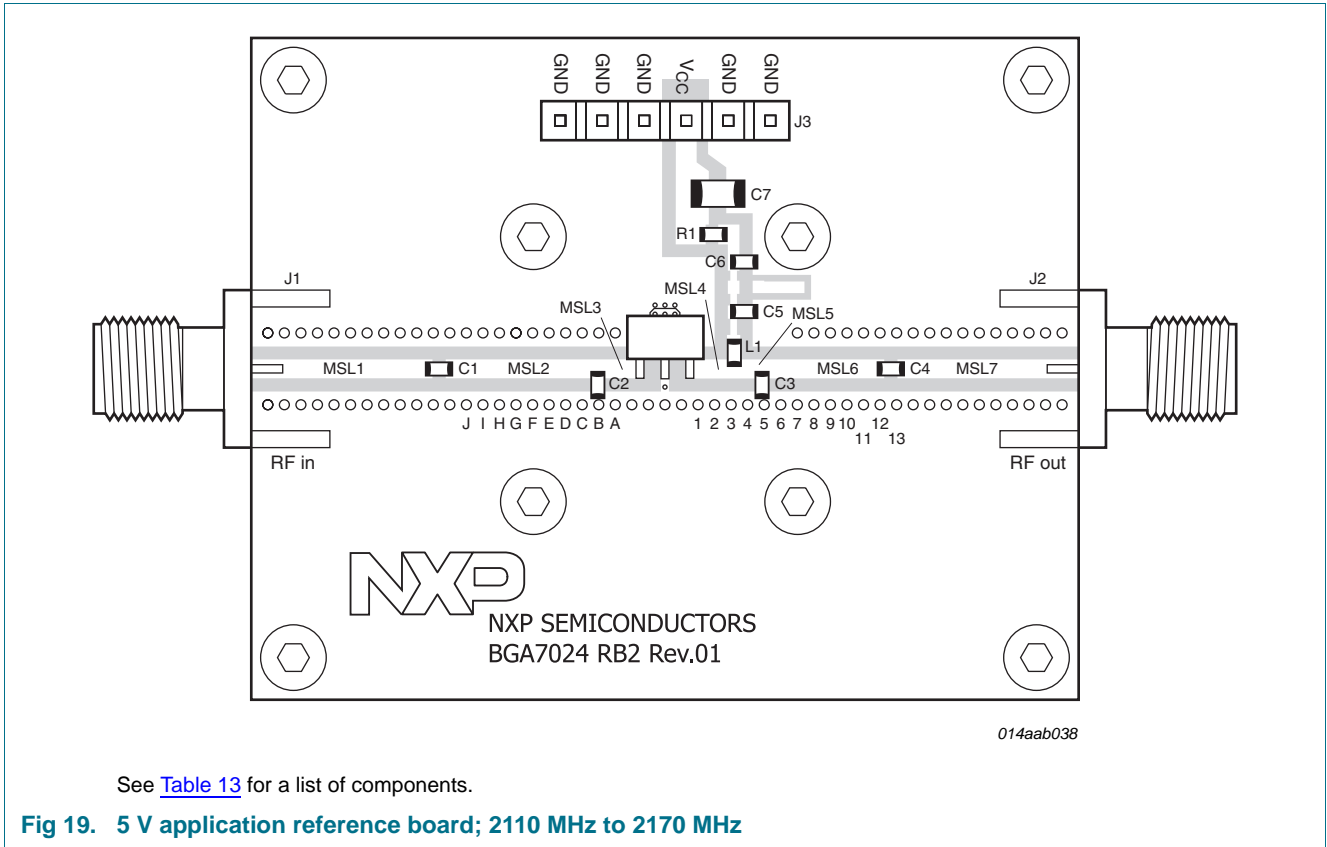 GND GND GND VCC GND GND
J3
C7
R1
C6
J1
J2
MSL4
MSL3
C5
MSL5
L1
MSL1
C1
MSL2
C2
C3
MSL6
C4
MSL7
J I H G F E D C B A
1 2 3 4 5 6 7 8 9 10 12
11 13
RF in
RF out
NXP
NXP SEMICONDUCTORS
BGA7024 RB2 Rev.01
014aab038
See Table 13 for a list of components.
Fig 19. 5 V application reference board; 2110 MHz to 2170 MHz